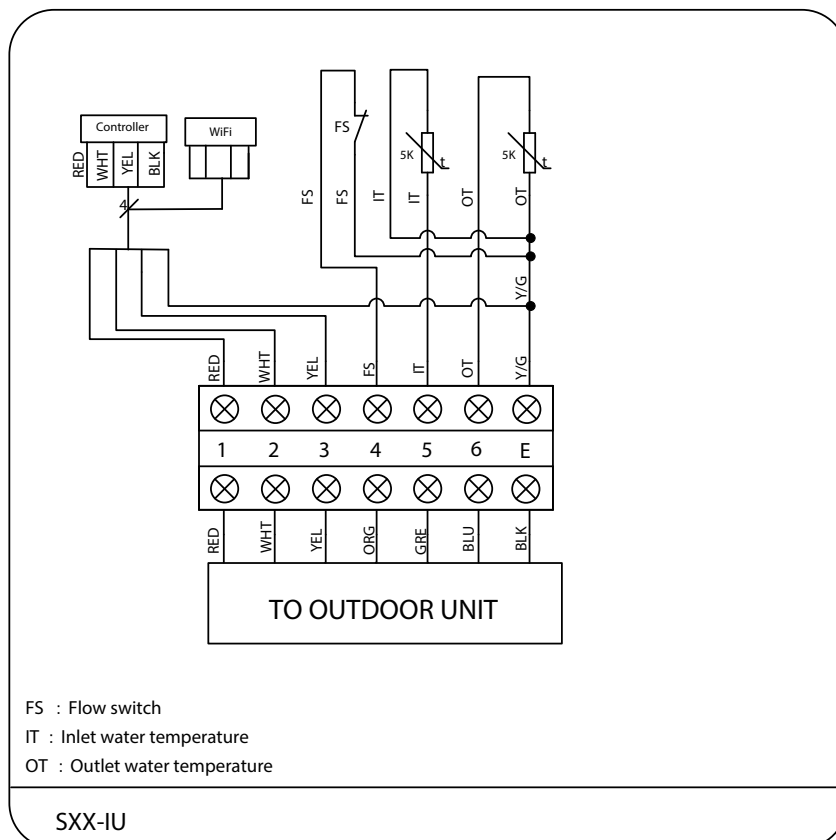 Controller
WiFi
RED
WHT
YEL
BLK
4
FS
5K
t
5K
t
FS
FS
IT
IT
OT
OT
Y/G
RED
WHT
YEL
FS
IT
OT
Y/G
1 2 3 4 5 6 E
RED
WHT
YEL
ORG
GRE
BLU
BLK
TO OUTDOOR UNIT
FS : Flow switch
IT : Inlet water temperature
OT : Outlet water temperature
SXX-IU